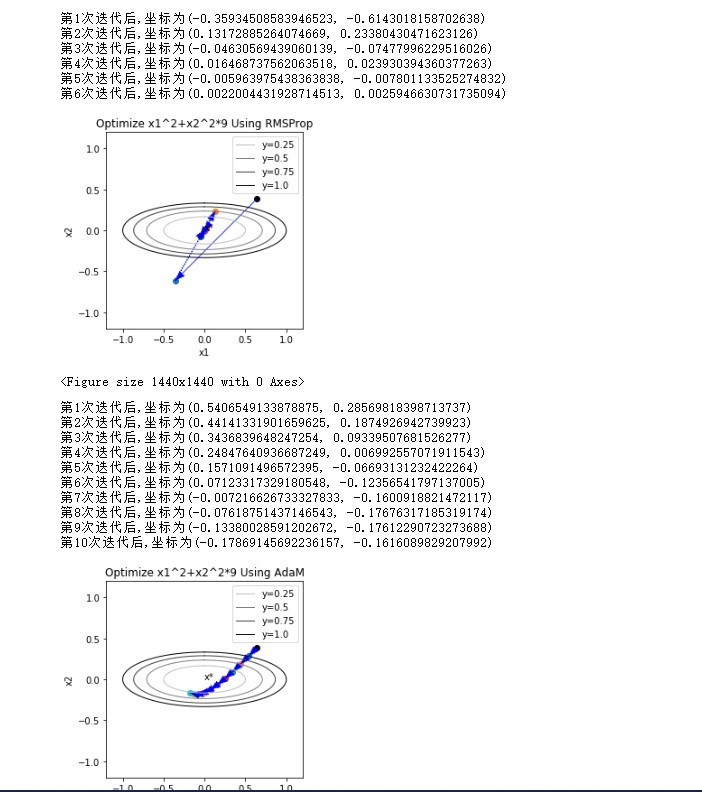 第1次迭代后,坐标为(-0.35934508583946523, -0.6143018158702638)
第2次迭代后,坐标为(0.13172885264074669, 0.23380430471623126)
第3次迭代后,坐标为(-0.04630569439060139, -0.07477996229516026)
第4次迭代后,坐标为(0.016468737562063518, 0.023930394360377263)
第5次迭代后,坐标为(-0.005963975438363838, -0.007801133525274832)
第6次迭代后,坐标为(0.0022004431928714513, 0.0025946630731735094)
Optimize x1^2+x2^2*9 Using RMSProp
y=0.25
y=0.5
y=0.75
y=1.0
1.0
0.5
0.0
−0.5
−1.0
x2
−1.0 −0.5 0.0 0.5 1.0
x1
<Figure size 1440x1440 with 0 Axes>
第1次迭代后,坐标为(0.5406549133878875, 0.28569818398713737)
第2次迭代后,坐标为(0.44141331901659625, 0.1874926942739923)
第3次迭代后,坐标为(0.3436839648247254, 0.09339507681526277)
第4次迭代后,坐标为(0.24847640936687249, 0.006992557071911543)
第5次迭代后,坐标为(0.1571091496572395, -0.06693131232422264)
第6次迭代后,坐标为(0.07123317329180548, -0.12356541797137005)
第7次迭代后,坐标为(-0.007216626733327833, -0.1600918821472117)
第8次迭代后,坐标为(-0.07618751437146543, -0.17676317185319174)
第9次迭代后,坐标为(-0.13380028591202672, -0.17612290723273688)
第10次迭代后,坐标为(-0.17869145692236157, -0.1616089829207992)
Optimize x1^2+x2^2*9 Using AdaM
y=0.25
y=0.5
y=0.75
y=1.0
1.0
0.5
0.0
−0.5
−1.0
x2
x*
−1.0 −0.5 0.0 0.5 1.0